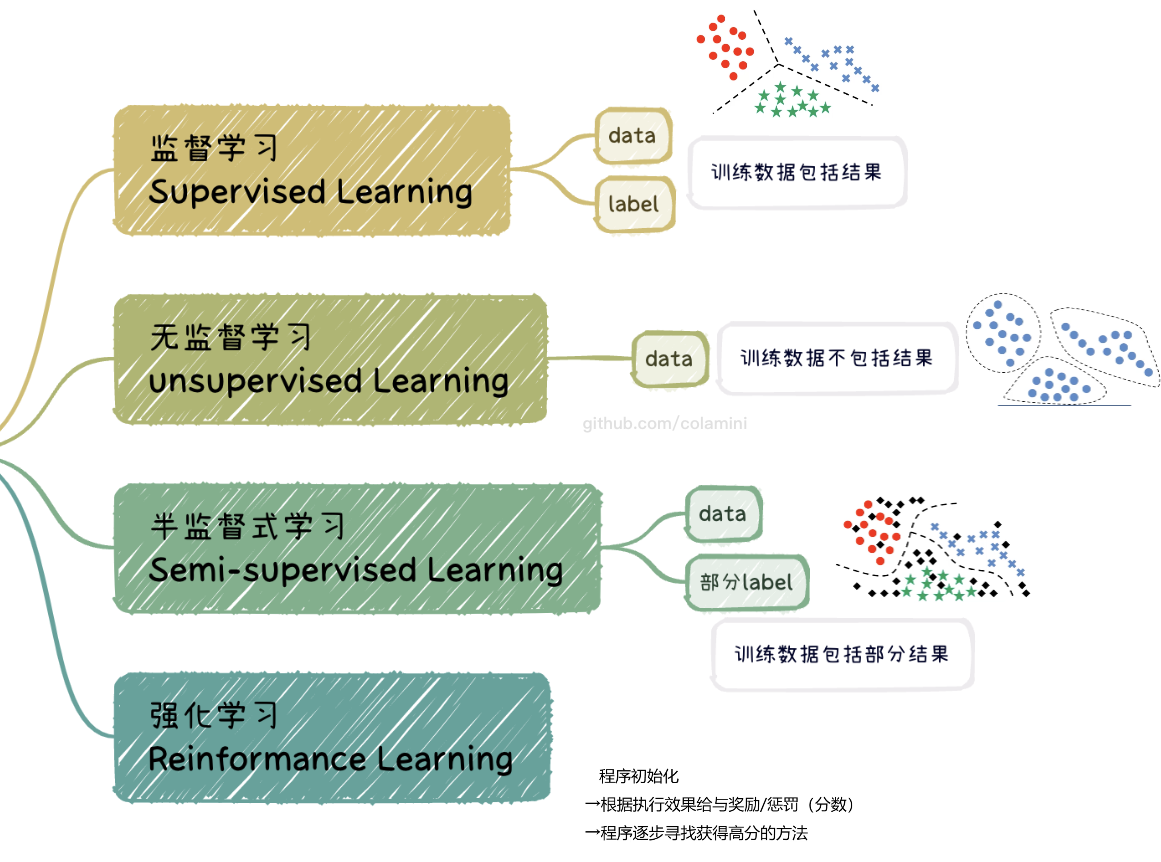 监督学习
Supervised Learning
data
label
训练数据包括结果
无监督学习
unsupervised Learning
data
训练数据不包括结果
github.com/colamini
半监督式学习
Semi-supervised Learning
data
部分label
训练数据包括部分结果
强化学习
Reinformance Learning
程序初始化
→根据执行效果给与奖励/惩罚（分数）
→程序逐步寻找获得高分的方法